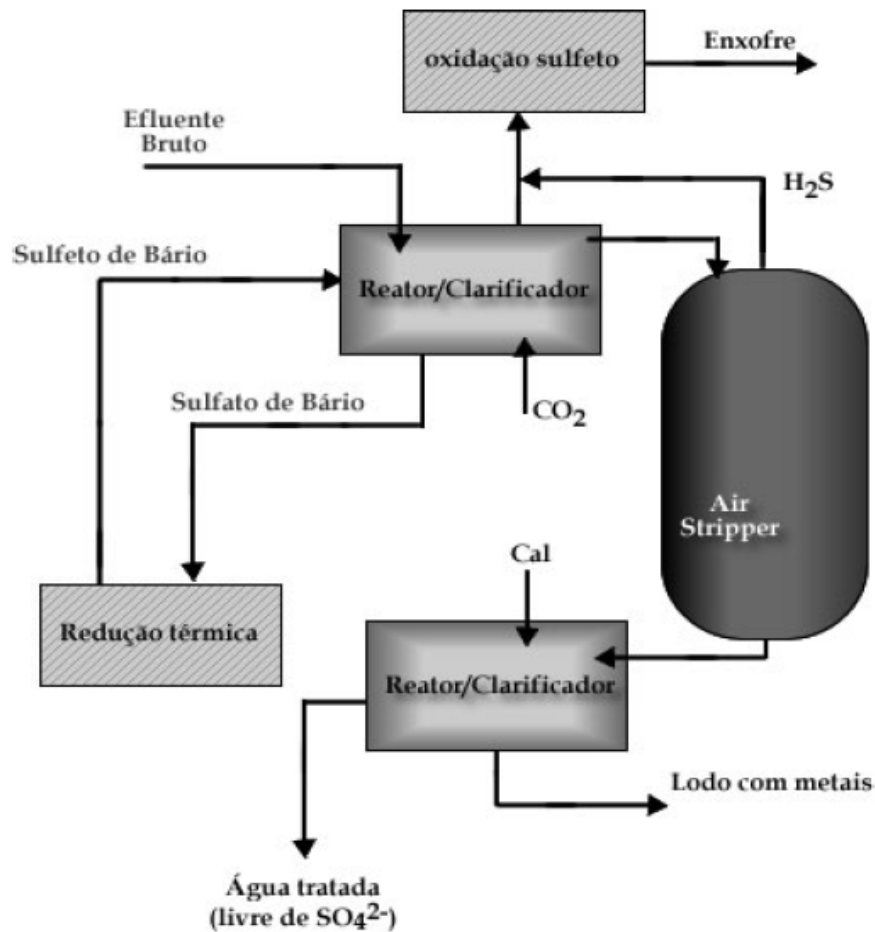 oxidação sulfeto
Enxofre
Efluente
Bruto
H₂S
Sulfeto de Bário
Reator/Clarificador
Sulfato de Bário
CO₂
Air
Stripper
Cal
Redução térmica
Reator/Clarificador
Lodo com metais
Água tratada
(livre de SO₄²⁻)